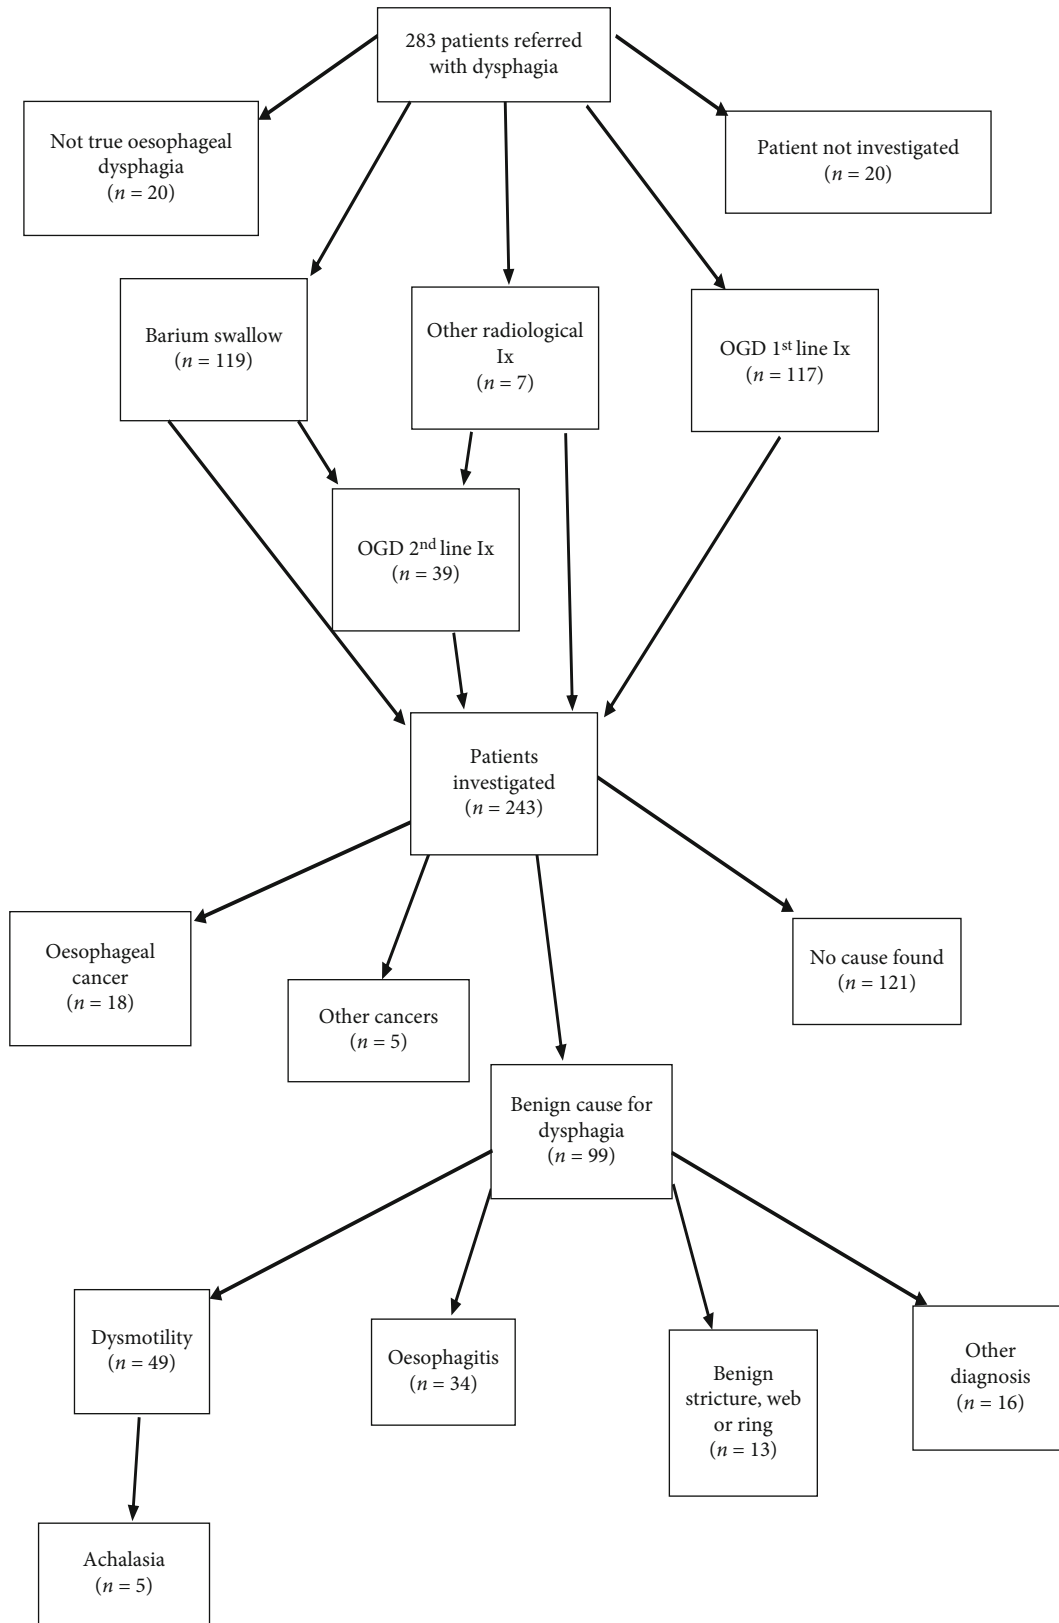 283 patients referred
with dysphagia
Not true oesophageal
dysphagia
(n = 20)
Patient not investigated
(n = 20)
Barium swallow
(n = 119)
Other radiological
Ix
(n = 7)
OGD 1st line Ix
(n = 117)
OGD 2nd line Ix
(n = 39)
Patients
investigated
(n = 243)
Oesophageal
cancer
(n = 18)
Other cancers
(n = 5)
No cause found
(n = 121)
Benign cause for
dysphagia
(n = 99)
Dysmotility
(n = 49)
Oesophagitis
(n = 34)
Benign
stricture, web
or ring
(n = 13)
Other
diagnosis
(n = 16)
Achalasia
(n = 5)